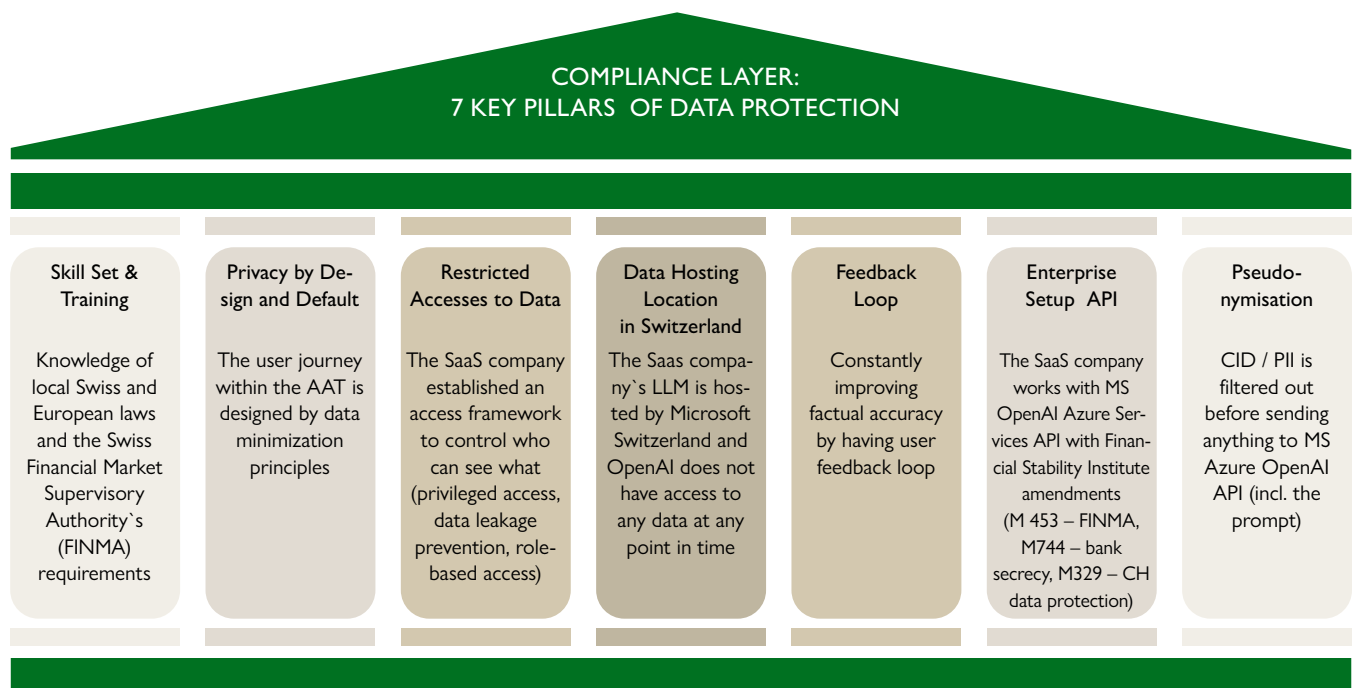 COMPLIANCE LAYER:
7 KEY PILLARS OF DATA PROTECTION
Skill Set &
Training
Knowledge of
local Swiss and
European laws
and the Swiss
Financial Market
Supervisory
Authority`s
(FINMA)
requirements
Privacy by De-
sign and Default
The user journey
within the AAT is
designed by data
minimization
principles
Restricted
Accesses to Data
The SaaS company
established an
access framework
to control who
can see what
(privileged access,
data leakage
prevention, role-
based access)
Data Hosting
Location
in Switzerland
The Saas compa-
ny`s LLM is hos-
ted by Microsoft
Switzerland and
OpenAI does not
have access to
any data at any
point in time
Feedback
Loop
Constantly
improving
factual accuracy
by having user
feedback loop
Enterprise
Setup API
The SaaS company
works with MS
OpenAI Azure Ser-
vices API with Finan-
cial Stability Institute
amendments
(M 453 – FINMA,
M744 – bank
secrecy, M329 – CH
data protection)
Pseudo-
nymisation
CID / PII is
filtered out
before sending
anything to MS
Azure OpenAI
API (incl. the
prompt)